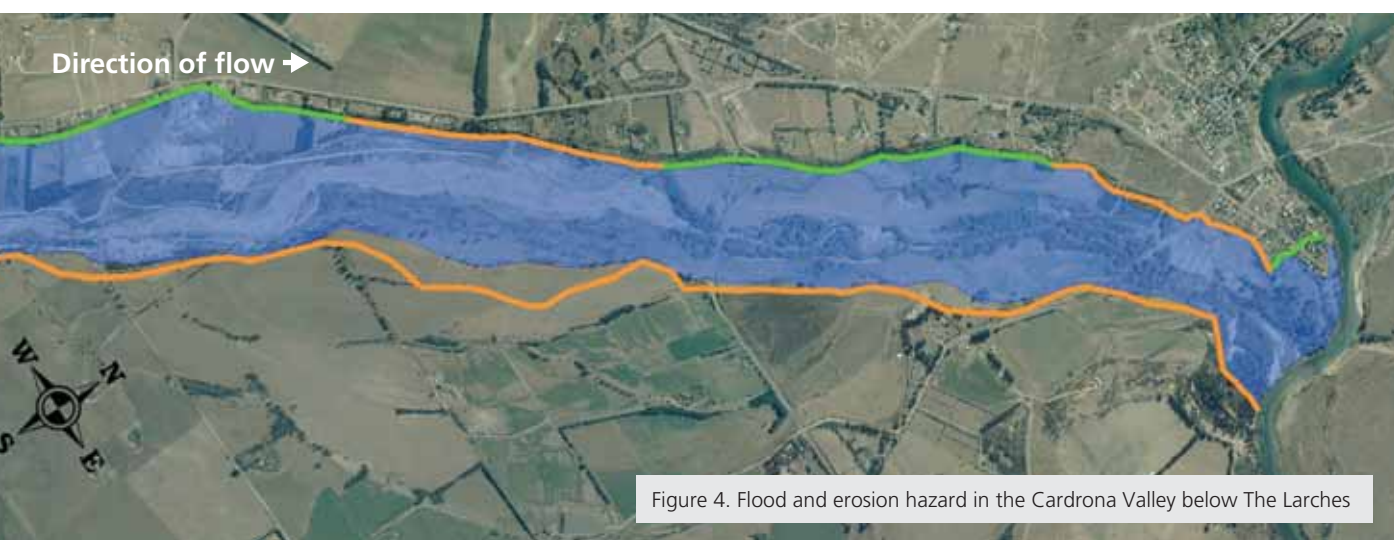 Direction of flow →
W
N
S
E
Figure 4. Flood and erosion hazard in the Cardrona Valley below The Larches